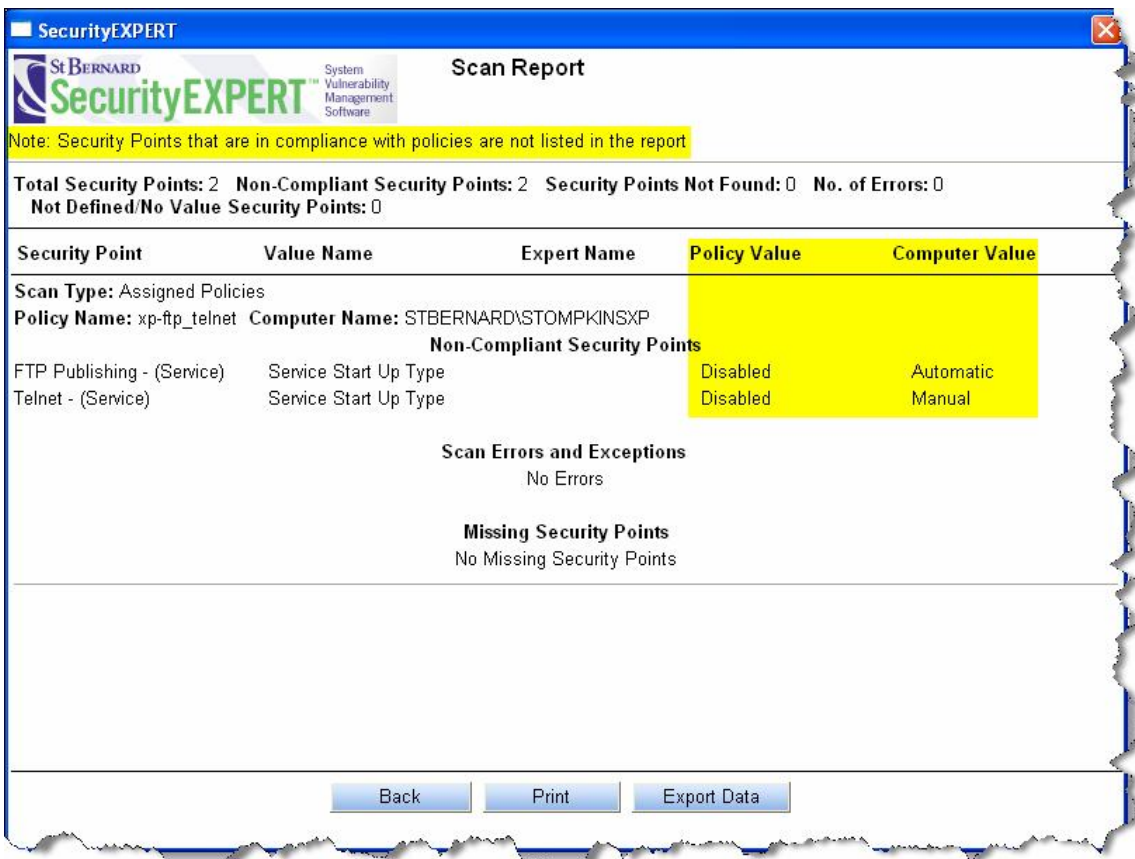 SecurityEXPERT
ST BERNARD
SecurityEXPERT™
System
Vulnerability
Management
Software
Scan Report
Note: Security Points that are in compliance with policies are not listed in the report
Total Security Points: 2 Non-Compliant Security Points: 2 Security Points Not Found: 0 No. of Errors: 0
Not Defined/No Value Security Points: 0
Security Point Value Name Expert Name Policy Value Computer Value
Scan Type: Assigned Policies
Policy Name: xp-ftp_telnet Computer Name: STBERNARD\STOMPKINSXP
Non-Compliant Security Points
FTP Publishing - (Service) Service Start Up Type Disabled Automatic
Telnet - (Service) Service Start Up Type Disabled Manual
Scan Errors and Exceptions
No Errors
Missing Security Points
No Missing Security Points
Back Print Export Data